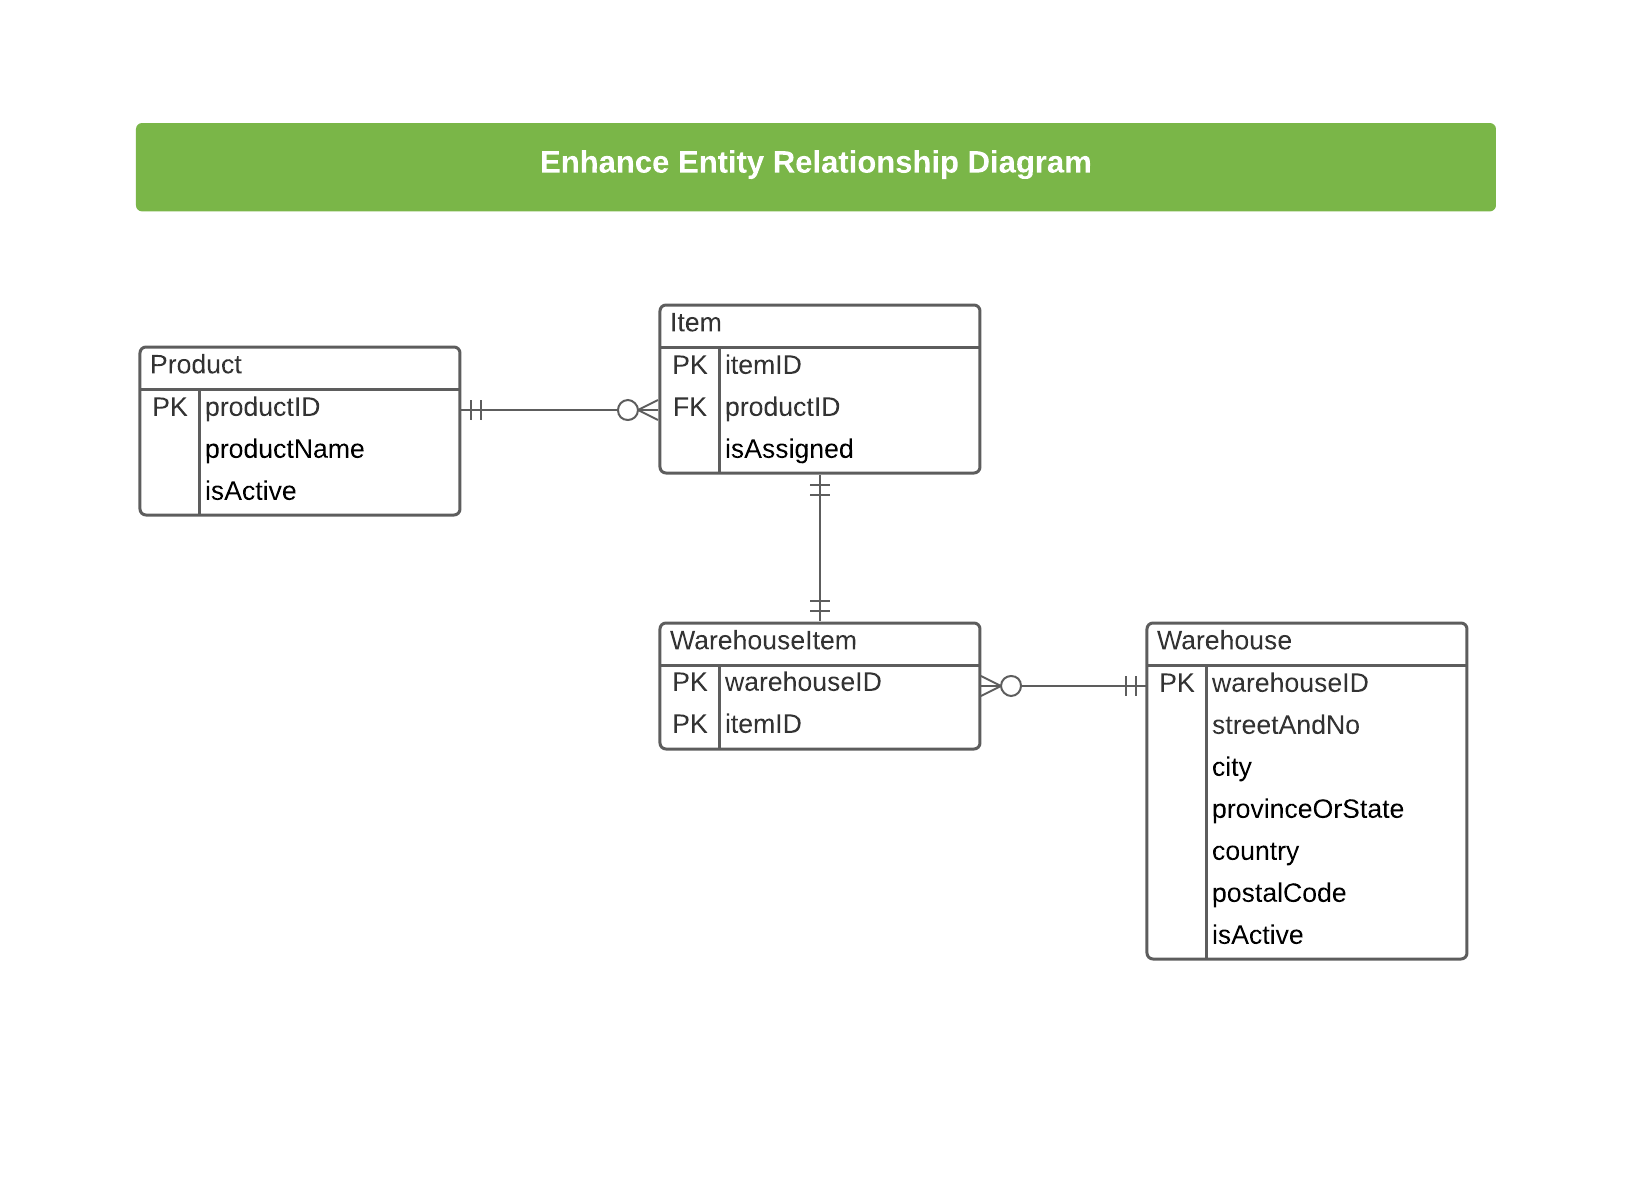 Enhance Entity Relationship Diagram
Product
PK productID
productName
isActive
Item
PK itemID
FK productID
isAssigned
WarehouseItem
PK warehouseID
PK itemID
Warehouse
PK warehouseID
streetAndNo
city
provinceOrState
country
postalCode
isActive